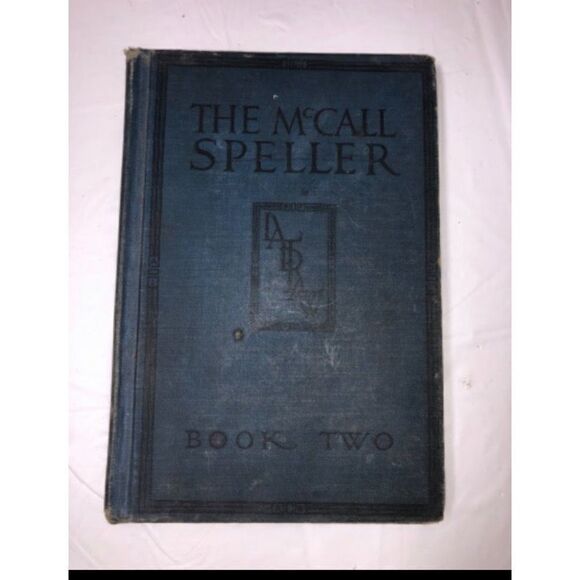 THE McCALL
SPELLER
BOOK TWO